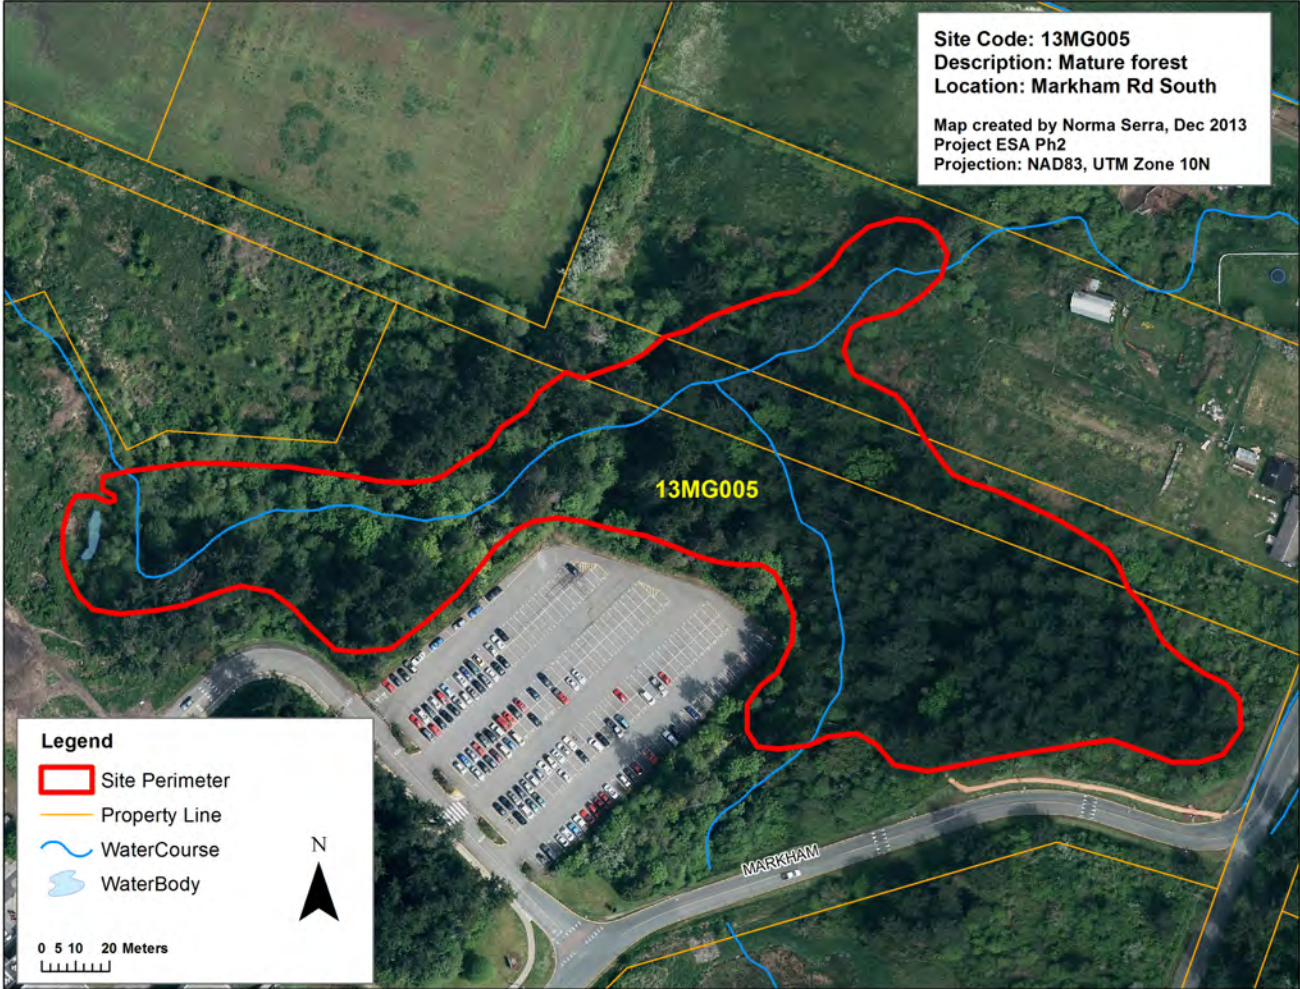 Site Code: 13MG005
Description: Mature forest
Location: Markham Rd South
Map created by Norma Serra, Dec 2013
Project ESA Ph2
Projection: NAD83, UTM Zone 10N
13MG005
MARKHAM
Legend
Site Perimeter
Property Line
WaterCourse
WaterBody
N
0 5 10 20 Meters